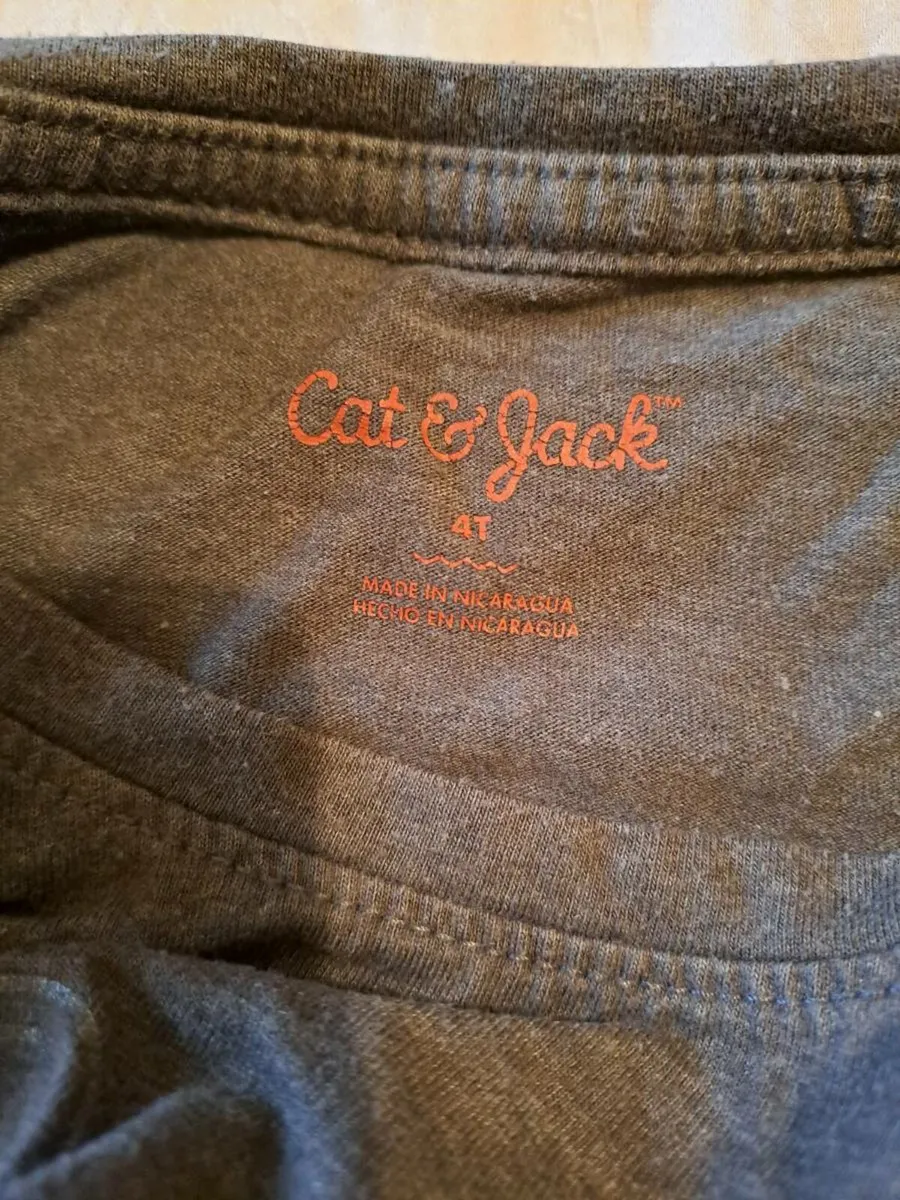 Cat & Jack™
4T
MADE IN NICARAGUA
HECHO EN NICARAGUA